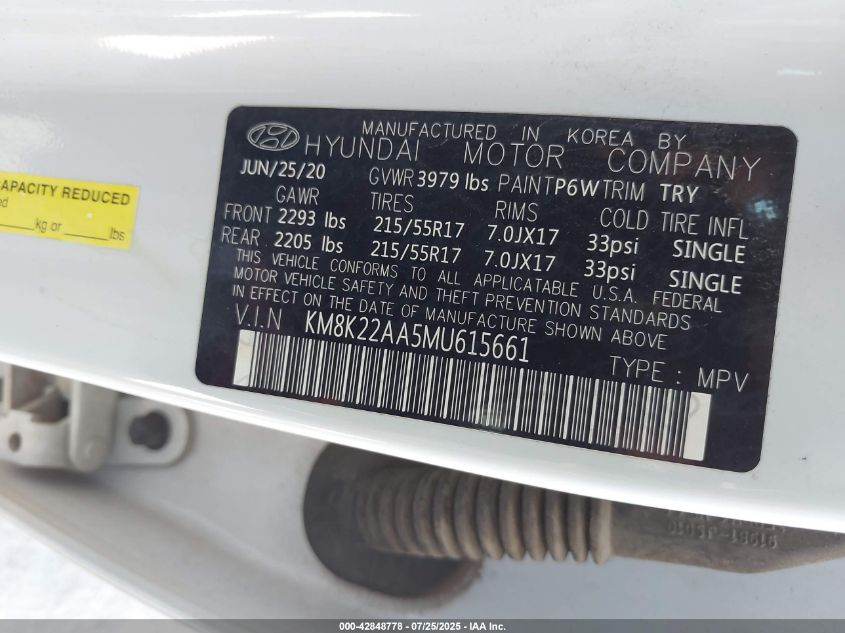 CAPACITY REDUCED
kg or lbs
MANUFACTURED IN KOREA BY
HYUNDAI MOTOR COMPANY
JUN/25/20 GVWR 3979 lbs PAINT P6W TRIM TRY
GAWR TIRES RIMS COLD TIRE INFL
FRONT 2293 lbs 215/55R17 7.0JX17 33psi SINGLE
REAR 2205 lbs 215/55R17 7.0JX17 33psi SINGLE
THIS VEHICLE CONFORMS TO ALL APPLICATABLE U.S.A. FEDERAL
MOTOR VEHICLE SAFETY AND THEFT PREVENTION STANDARDS
IN EFFECT ON THE DATE OF MANUFACTURE SHOWN ABOVE
V.I.N KM8K22AA5MU615661
TYPE : MPV
000-42848778 - 07/25/2025 - IAA Inc.